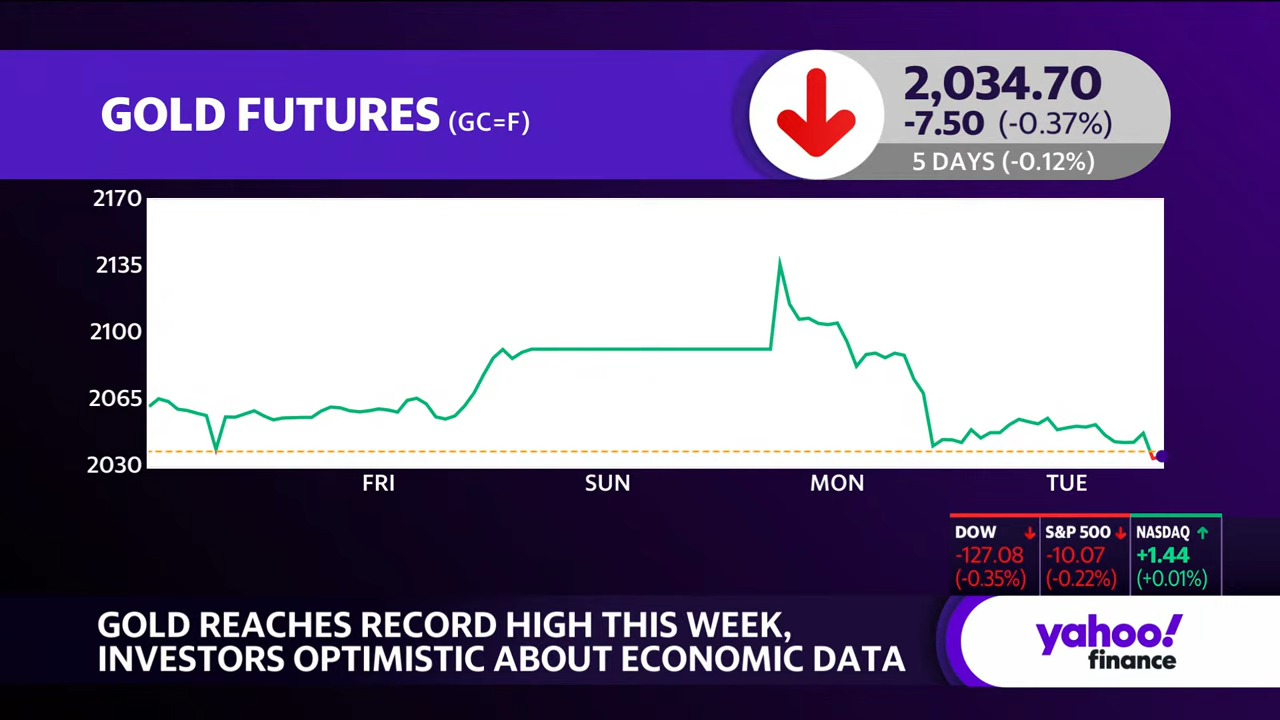 GOLD FUTURES (GC=F)
2,034.70
-7.50 (-0.37%)
5 DAYS (-0.12%)
2170
2135
2100
2065
2030
FRI SUN MON TUE
DOW S&P 500 NASDAQ
-127.08 -10.07 +1.44
(-0.35%) (-0.22%) (+0.01%)
GOLD REACHES RECORD HIGH THIS WEEK,
INVESTORS OPTIMISTIC ABOUT ECONOMIC DATA
yahoo!
finance